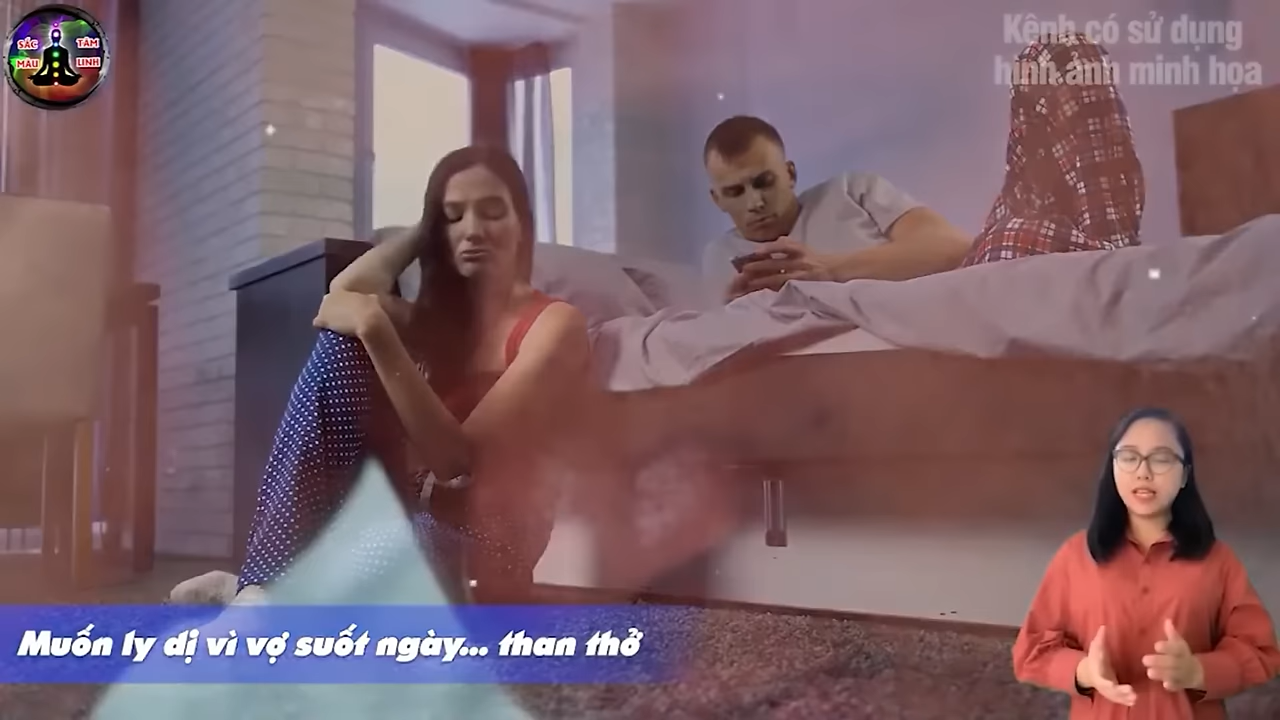 SẮC TÂM
MÀU LINH
Kênh có sử dụng
hình ảnh minh họa
Muốn ly dị vì vợ suốt ngày... than thở